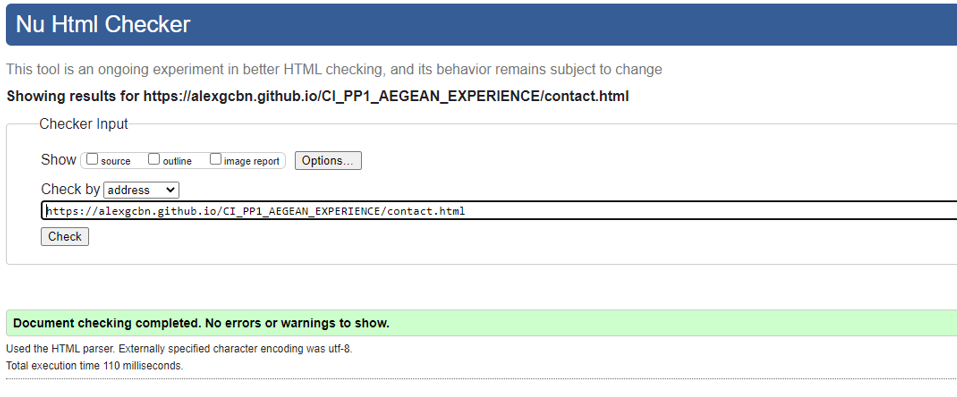 Nu Html Checker
This tool is an ongoing experiment in better HTML checking, and its behavior remains subject to change
Showing results for https://alexgcbn.github.io/CI_PP1_AEGEAN_EXPERIENCE/contact.html
Checker Input
Show source outline image report Options...
Check by address
https://alexgcbn.github.io/CI_PP1_AEGEAN_EXPERIENCE/contact.html
Check
Document checking completed. No errors or warnings to show.
Used the HTML parser. Externally specified character encoding was utf-8.
Total execution time 110 milliseconds.